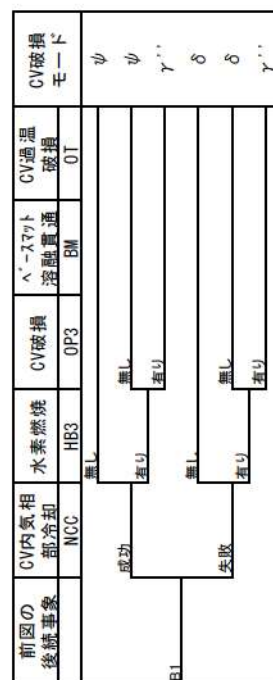 前図の
後続事象
CV内気相
部冷却
水素燃焼
CV破損
ベースマット
溶融貫通
CV過温
破損
CV破損
モード
NCC
HB3
OP3
BM
OT
B1
成功
無し
ψ
有り
無し
ψ
有り
γ''
失敗
無し
δ
有り
無し
δ
有り
γ''